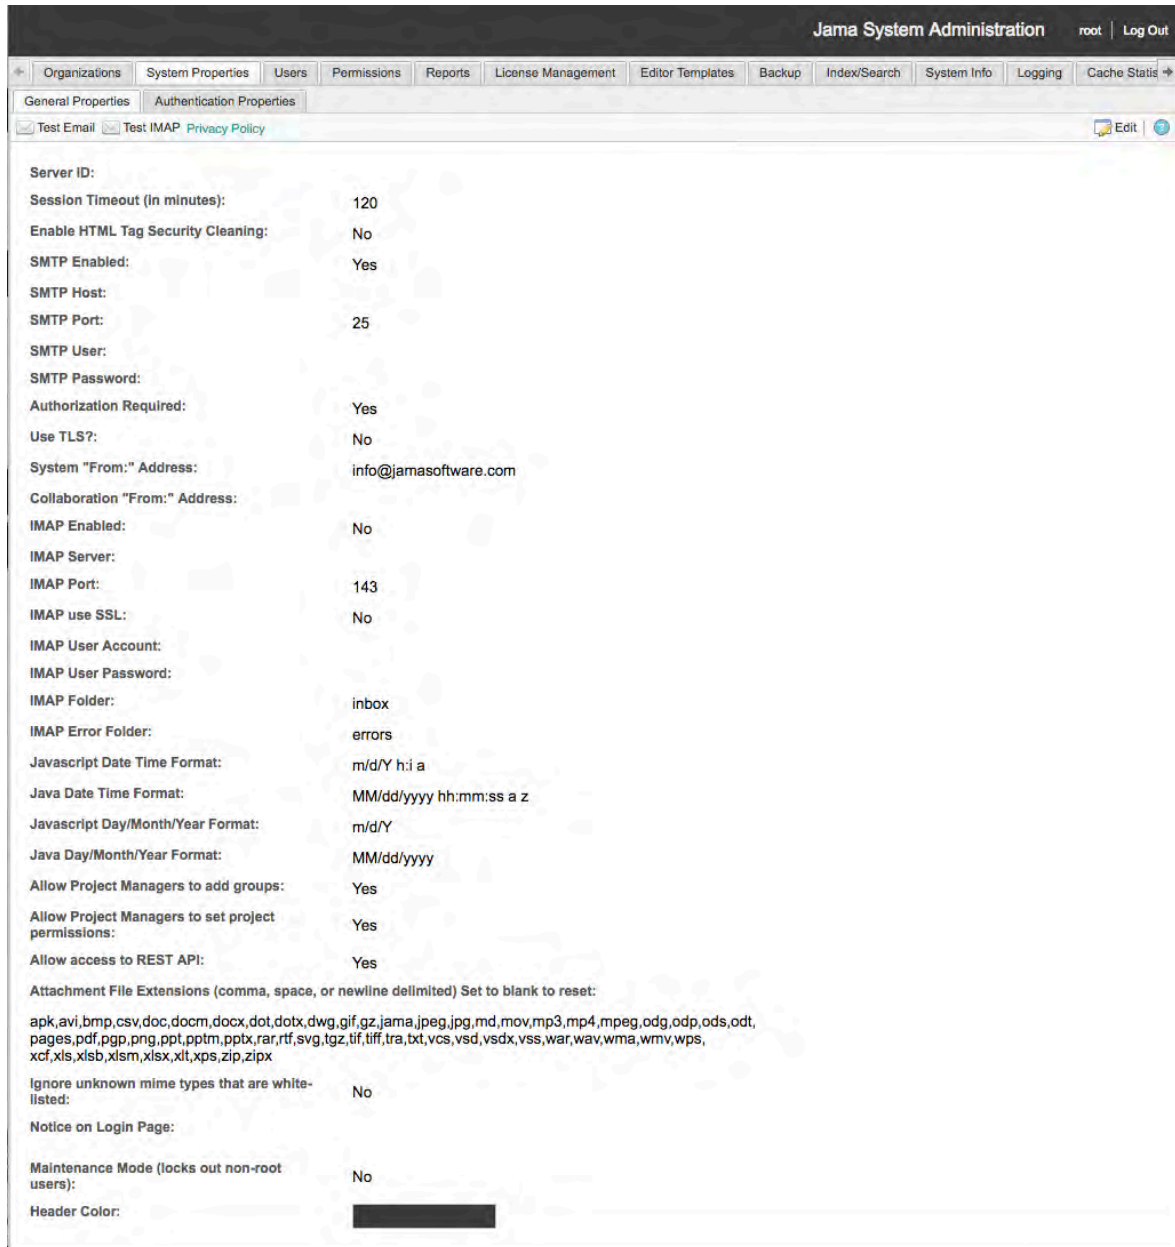 Jama System Administration root Log Out
Organizations System Properties Users Permissions Reports License Management Editor Templates Backup Index/Search System Info Logging Cache Statis
General Properties Authentication Properties
Test Email Test IMAP Privacy Policy Edit
Server ID:
Session Timeout (in minutes): 120
Enable HTML Tag Security Cleaning: No
SMTP Enabled: Yes
SMTP Host:
SMTP Port: 25
SMTP User:
SMTP Password:
Authorization Required: Yes
Use TLS?: No
System "From:" Address: info@jamasoftware.com
Collaboration "From:" Address:
IMAP Enabled: No
IMAP Server:
IMAP Port: 143
IMAP use SSL: No
IMAP User Account:
IMAP User Password:
IMAP Folder: inbox
IMAP Error Folder: errors
Javascript Date Time Format: m/d/Y h:i a
Java Date Time Format: MM/dd/yyyy hh:mm:ss a z
Javascript Day/Month/Year Format: m/d/Y
Java Day/Month/Year Format: MM/dd/yyyy
Allow Project Managers to add groups: Yes
Allow Project Managers to set project
permissions: Yes
Allow access to REST API: Yes
Attachment File Extensions (comma, space, or newline delimited) Set to blank to reset:
apk,avi,bmp,csv,doc,docm,docx,dot,dotx,dwg,gif,gz,jama,jpeg,jpg,md,mov,mp3,mp4,mpeg,odg,odp,ods,odt,
pages,pdf,pgp,png,ppt,pptm,pptx,rar,rtf,svg,tgz,tif,tiff,tra,txt,vcs,vsd,vsdx,vss,war,wav,wma,wmv,wps,
xcf,xls,xlsb,xlsm,xlsx,xlt,xps,zip,zipx
Ignore unknown mime types that are white-
listed: No
Notice on Login Page:
Maintenance Mode (locks out non-root
users): No
Header Color: